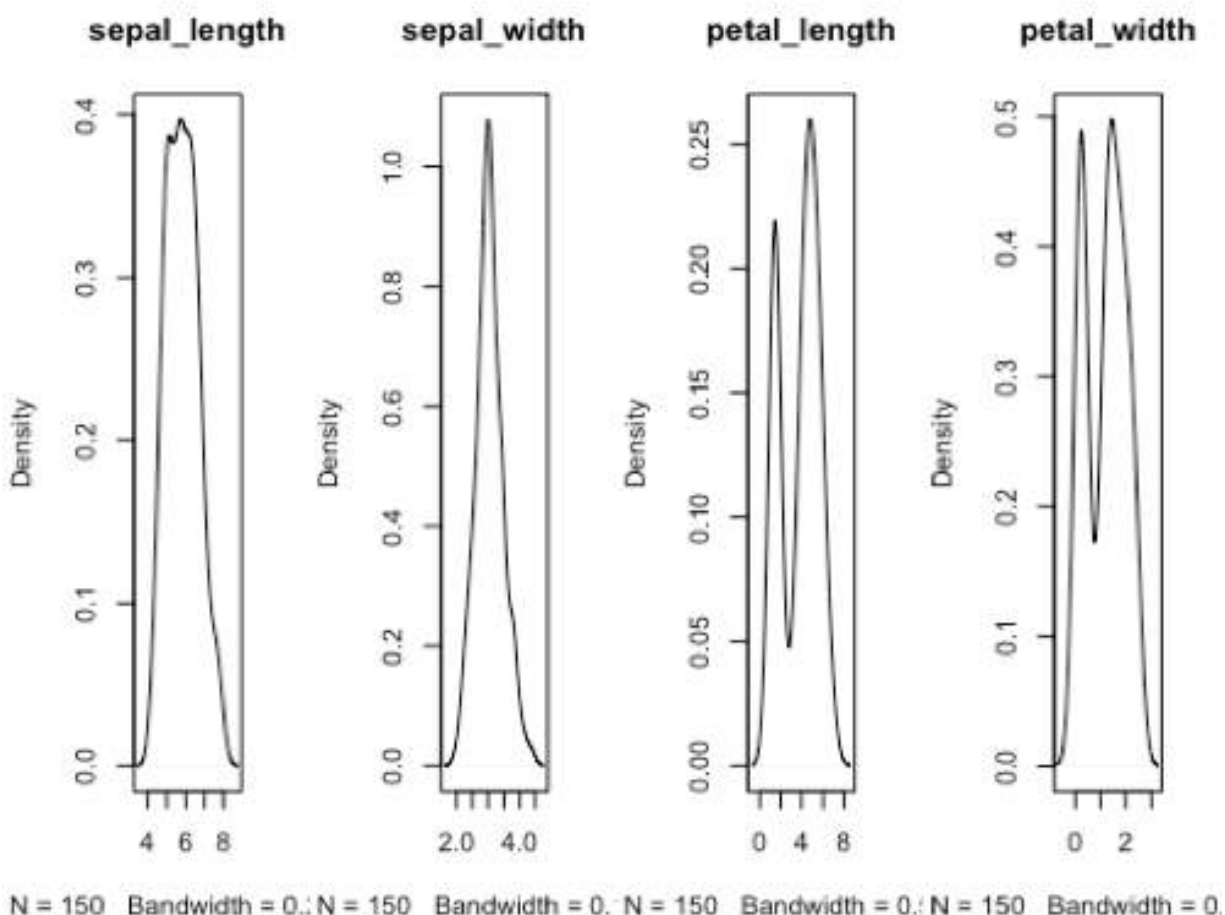 sepal_length sepal_width petal_length petal_width
Density
0.0 0.1 0.2 0.3 0.4
4 6 8
N = 150 Bandwidth = 0.
Density
0.0 0.2 0.4 0.6 0.8 1.0
2.0 4.0
N = 150 Bandwidth = 0.
Density
0.00 0.05 0.10 0.15 0.20 0.25
0 4 8
N = 150 Bandwidth = 0.
Density
0.0 0.1 0.2 0.3 0.4 0.5
0 2
N = 150 Bandwidth = 0.